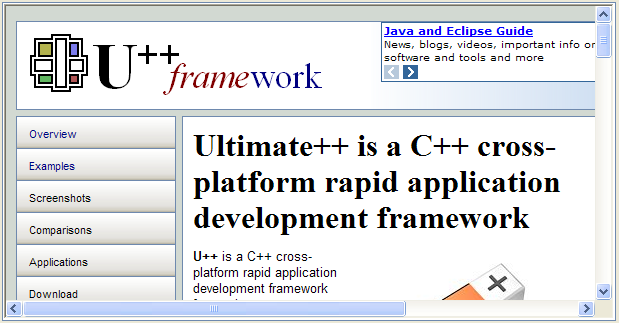 U++
framework
Java and Eclipse Guide
News, blogs, videos, important info on
software and tools and more
Overview
Examples
Screenshots
Comparisons
Applications
Download
Ultimate++ is a C++ cross-
platform rapid application
development framework
U++ is a C++ cross-
platform rapid application
development framework